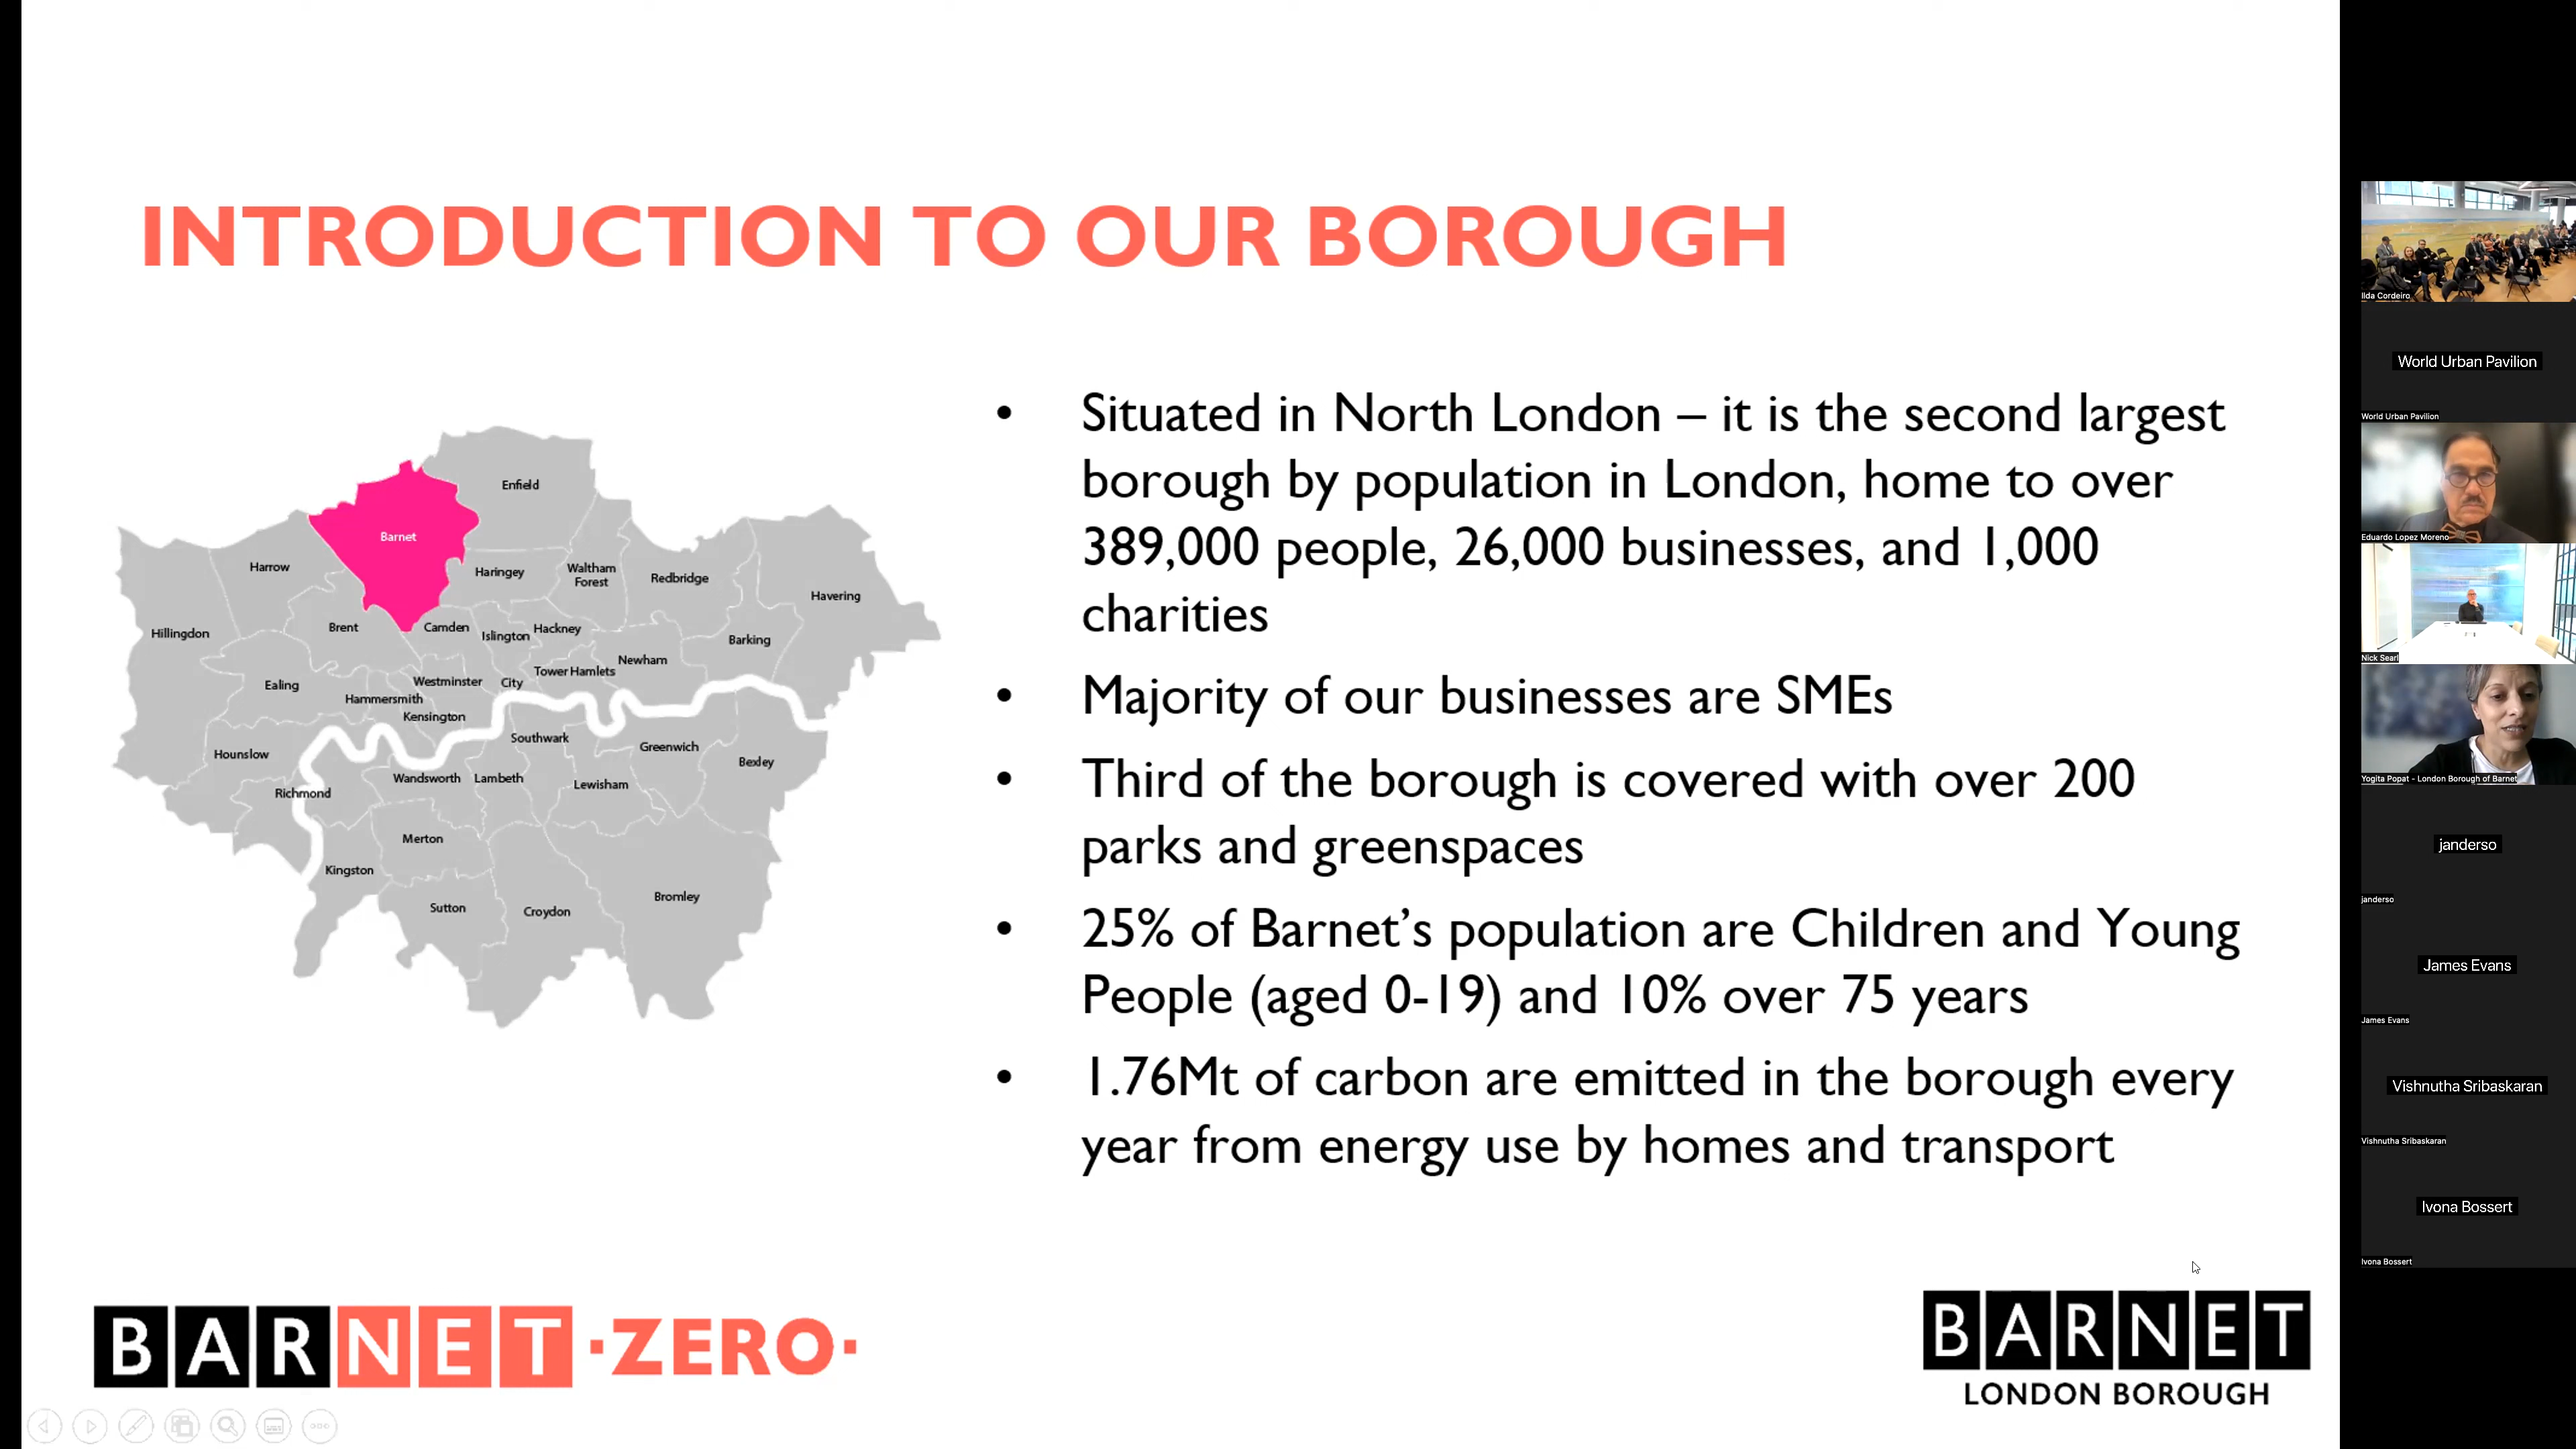 INTRODUCTION TO OUR BOROUGH
Enfield
Barnet
Harrow
Haringey
Waltham
Forest
Redbridge
Havering
Hillingdon
Brent
Camden
Islington
Hackney
Barking
Newham
Tower Hamlets
Ealing
Westminster
City
Hammersmith
Kensington
Southwark
Greenwich
Hounslow
Bexley
Wandsworth
Lambeth
Lewisham
Richmond
Merton
Kingston
Bromley
Sutton
Croydon
• Situated in North London – it is the second largest
borough by population in London, home to over
389,000 people, 26,000 businesses, and 1,000
charities
• Majority of our businesses are SMEs
• Third of the borough is covered with over 200
parks and greenspaces
• 25% of Barnet's population are Children and Young
People (aged 0-19) and 10% over 75 years
• 1.76Mt of carbon are emitted in the borough every
year from energy use by homes and transport
BARNET ·ZERO·
BARNET
LONDON BOROUGH
Ilda Cordeiro
World Urban Pavilion
World Urban Pavilion
Eduardo Lopez Moreno
Nick Searl
Yogita Popat - London Borough of Barnet
janderso
janderso
James Evans
James Evans
Vishnutha Sribaskaran
Vishnutha Sribaskaran
Ivona Bossert
Ivona Bossert